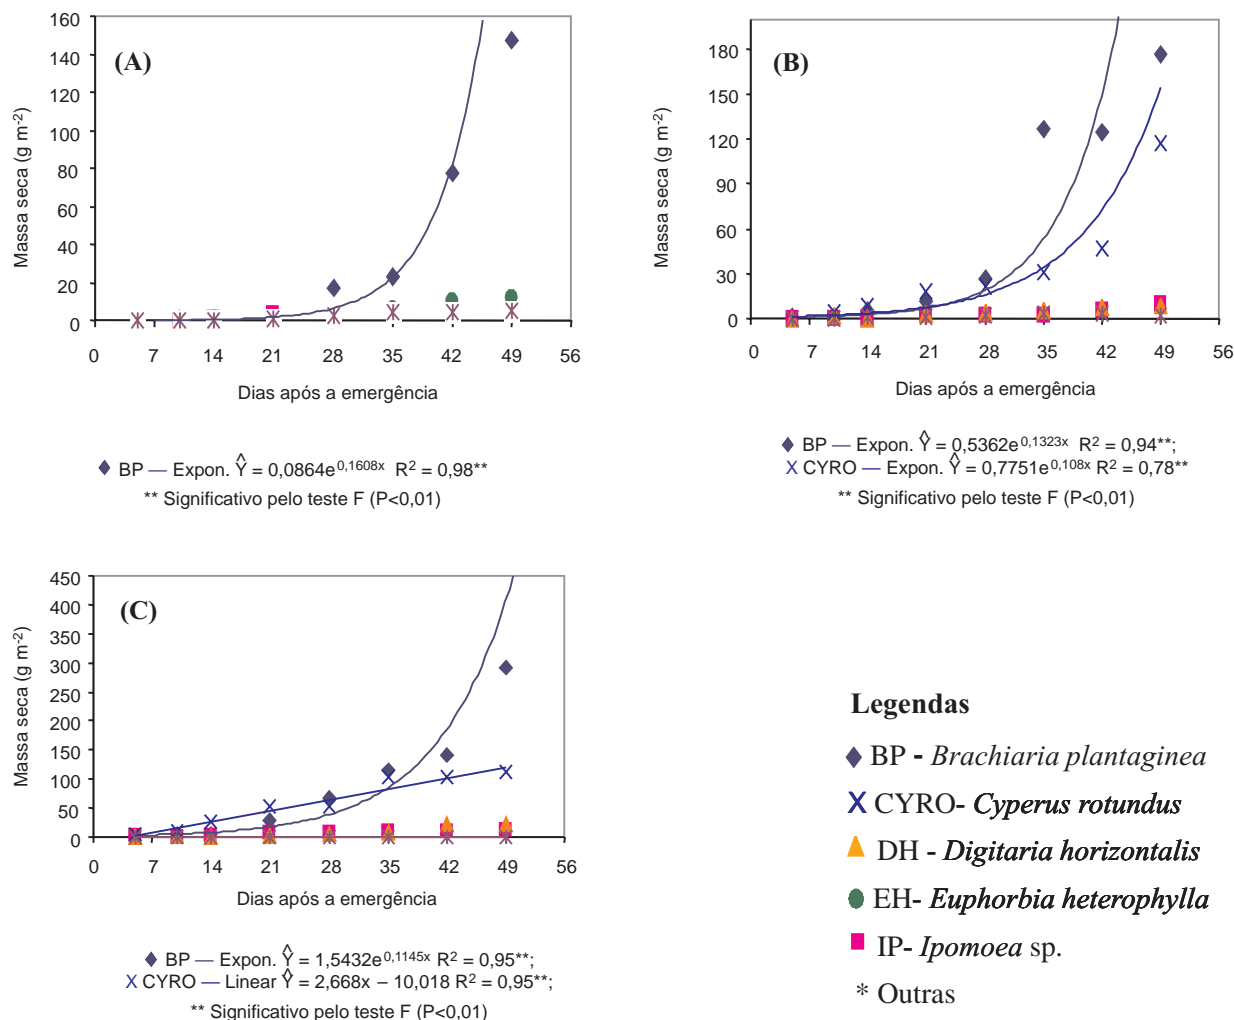 (A)
Massa seca (g m-2)
160
140
120
100
80
60
40
20
0
0 7 14 21 28 35 42 49 56
Dias após a emergência
BP — Expon. Ŷ = 0,0864e0,1608x R2 = 0,98**
** Significativo pelo teste F (P<0,01)
(B)
Massa seca (g m-2)
180
150
120
90
60
30
0
0 7 14 21 28 35 42 49 56
Dias após a emergência
BP — Expon. Ŷ = 0,5362e0,1323x R2 = 0,94**;
X CYRO — Expon. Ŷ = 0,7751e0,108x R2 = 0,78**
** Significativo pelo teste F (P<0,01)
(C)
Massa seca (g m-2)
450
400
350
300
250
200
150
100
50
0
0 7 14 21 28 35 42 49 56
Dias após a emergência
BP — Expon. Ŷ = 1,5432e0,1145x R2 = 0,95**;
X CYRO — Linear Ŷ = 2,668x – 10,018 R2 = 0,95**;
** Significativo pelo teste F (P<0,01)
Legendas
BP - Brachiaria plantaginea
X CYRO- Cyperus rotundus
DH - Digitaria horizontalis
EH- Euphorbia heterophylla
IP- Ipomoea sp.
* Outras